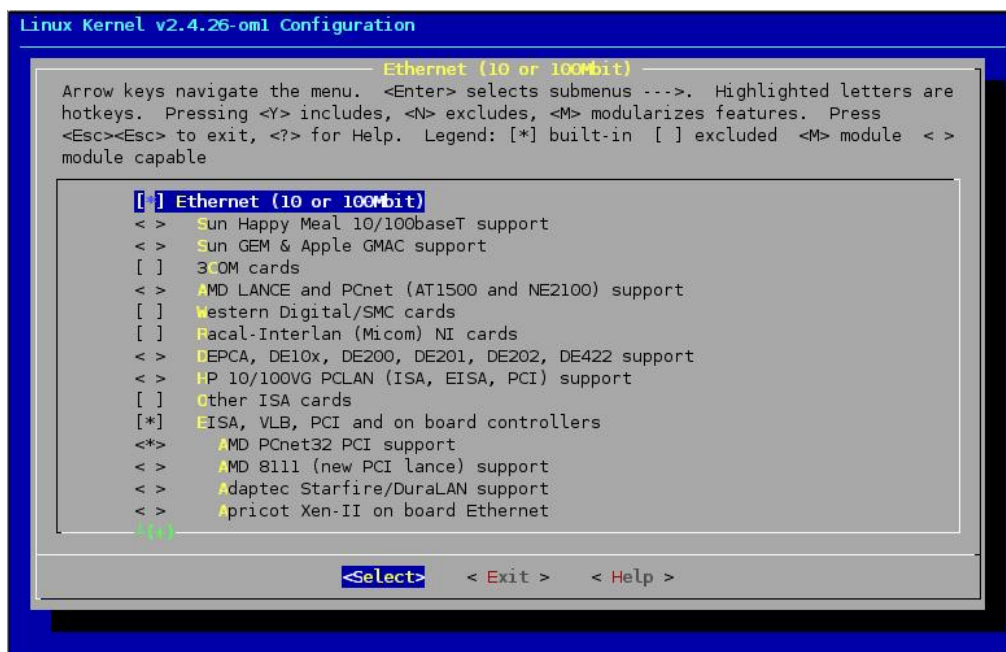 Linux Kernel v2.4.26-om1 Configuration
Ethernet (10 or 100Mbit)
Arrow keys navigate the menu.  <Enter> selects submenus --->.  Highlighted letters are
hotkeys.  Pressing <Y> includes, <N> excludes, <M> modularizes features.  Press
<Esc><Esc> to exit, <?> for Help.  Legend: [*] built-in  [ ] excluded  <M> module  < >
module capable
[*] Ethernet (10 or 100Mbit)
< >   Sun Happy Meal 10/100baseT support
< >   Sun GEM & Apple GMAC support
[ ]   3COM cards
< >   AMD LANCE and PCnet (AT1500 and NE2100) support
[ ]   Western Digital/SMC cards
[ ]   Racal-Interlan (Micom) NI cards
< >   DEPCA, DE10x, DE200, DE201, DE202, DE422 support
< >   HP 10/100VG PCLAN (ISA, EISA, PCI) support
[ ]   Other ISA cards
[*]   EISA, VLB, PCI and on board controllers
<*>     AMD PCnet32 PCI support
< >     AMD 8111 (new PCI lance) support
< >     Adaptec Starfire/DuraLAN support
< >     Apricot Xen-II on board Ethernet
(+)
<Select>    < Exit >    < Help >